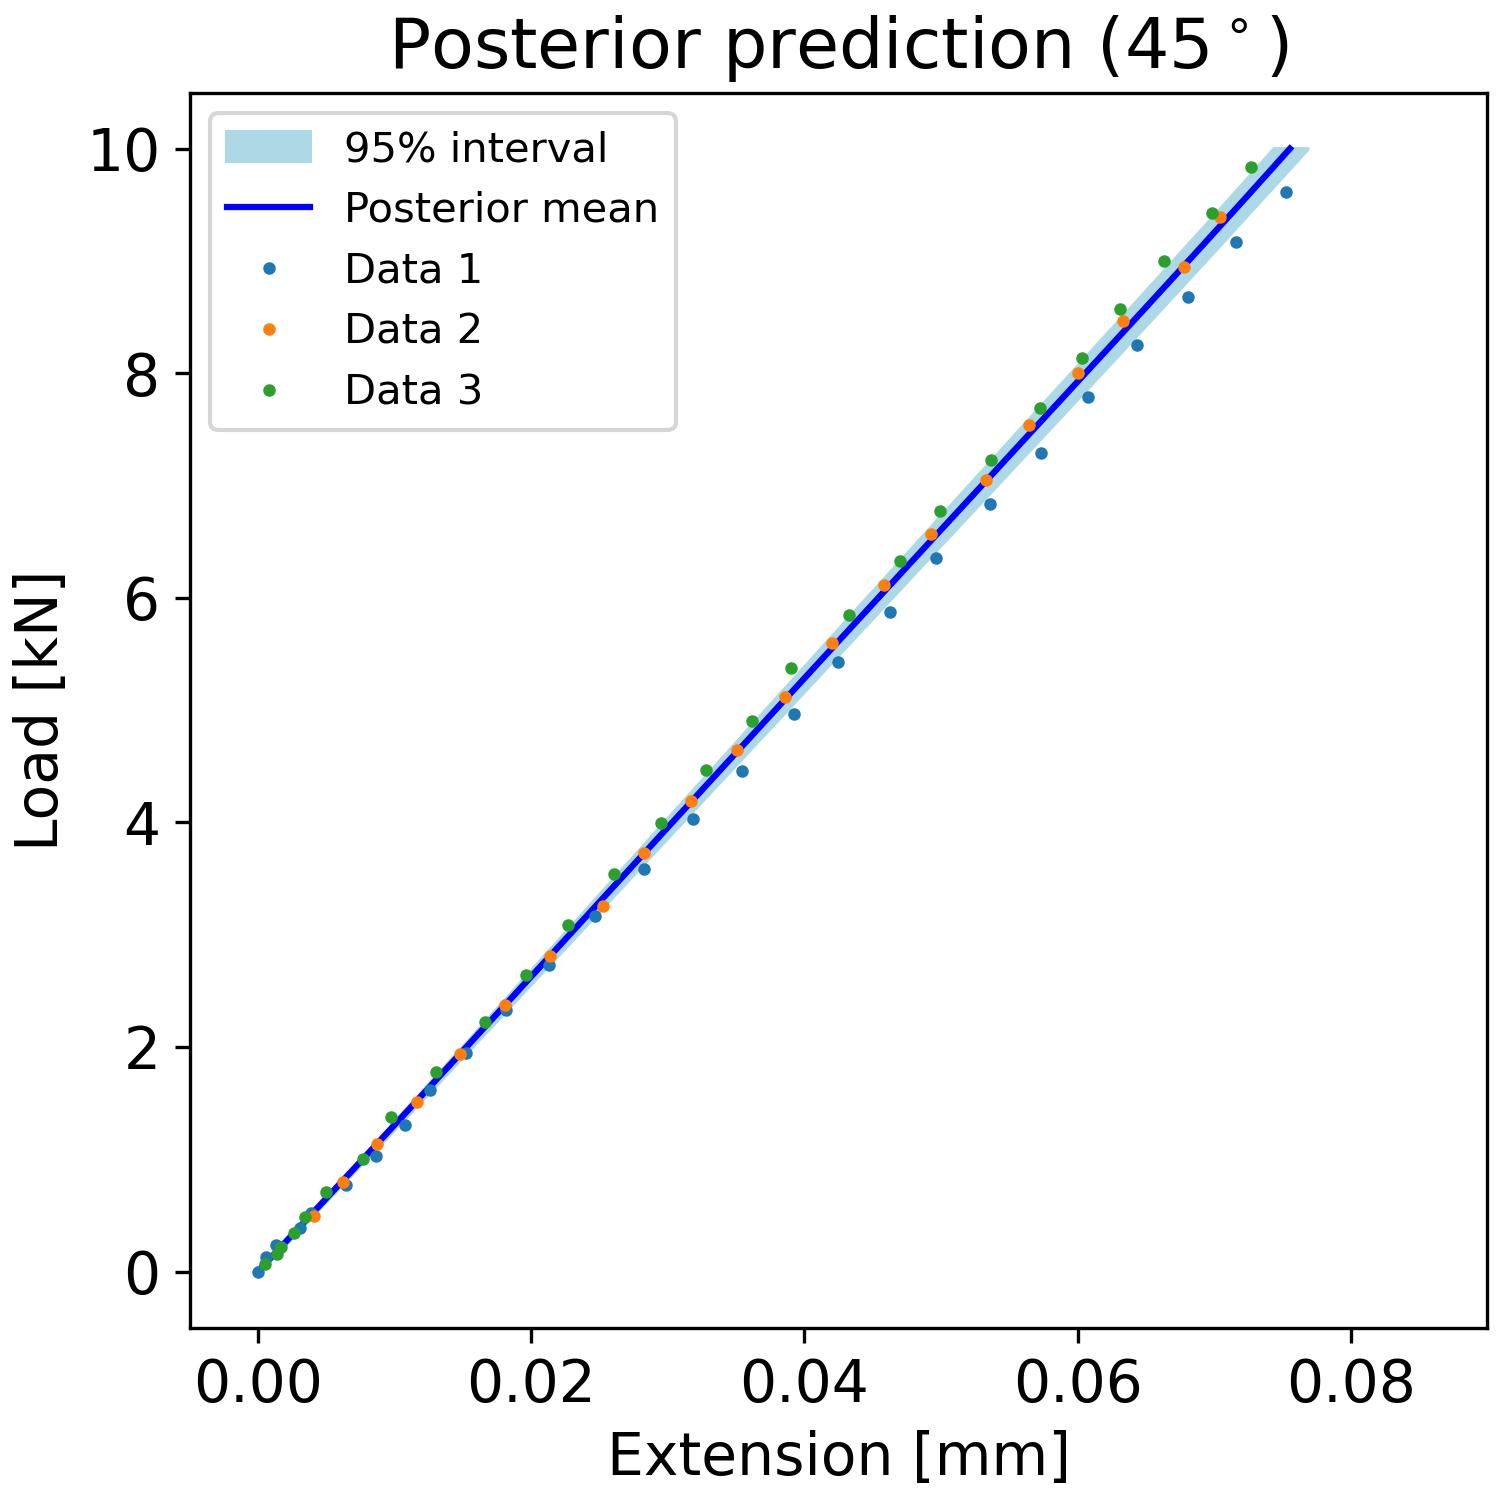 Posterior prediction (45°)
95% interval
Posterior mean
Data 1
Data 2
Data 3
10
8
6
4
2
0
Load [kN]
0.00 0.02 0.04 0.06 0.08
Extension [mm]